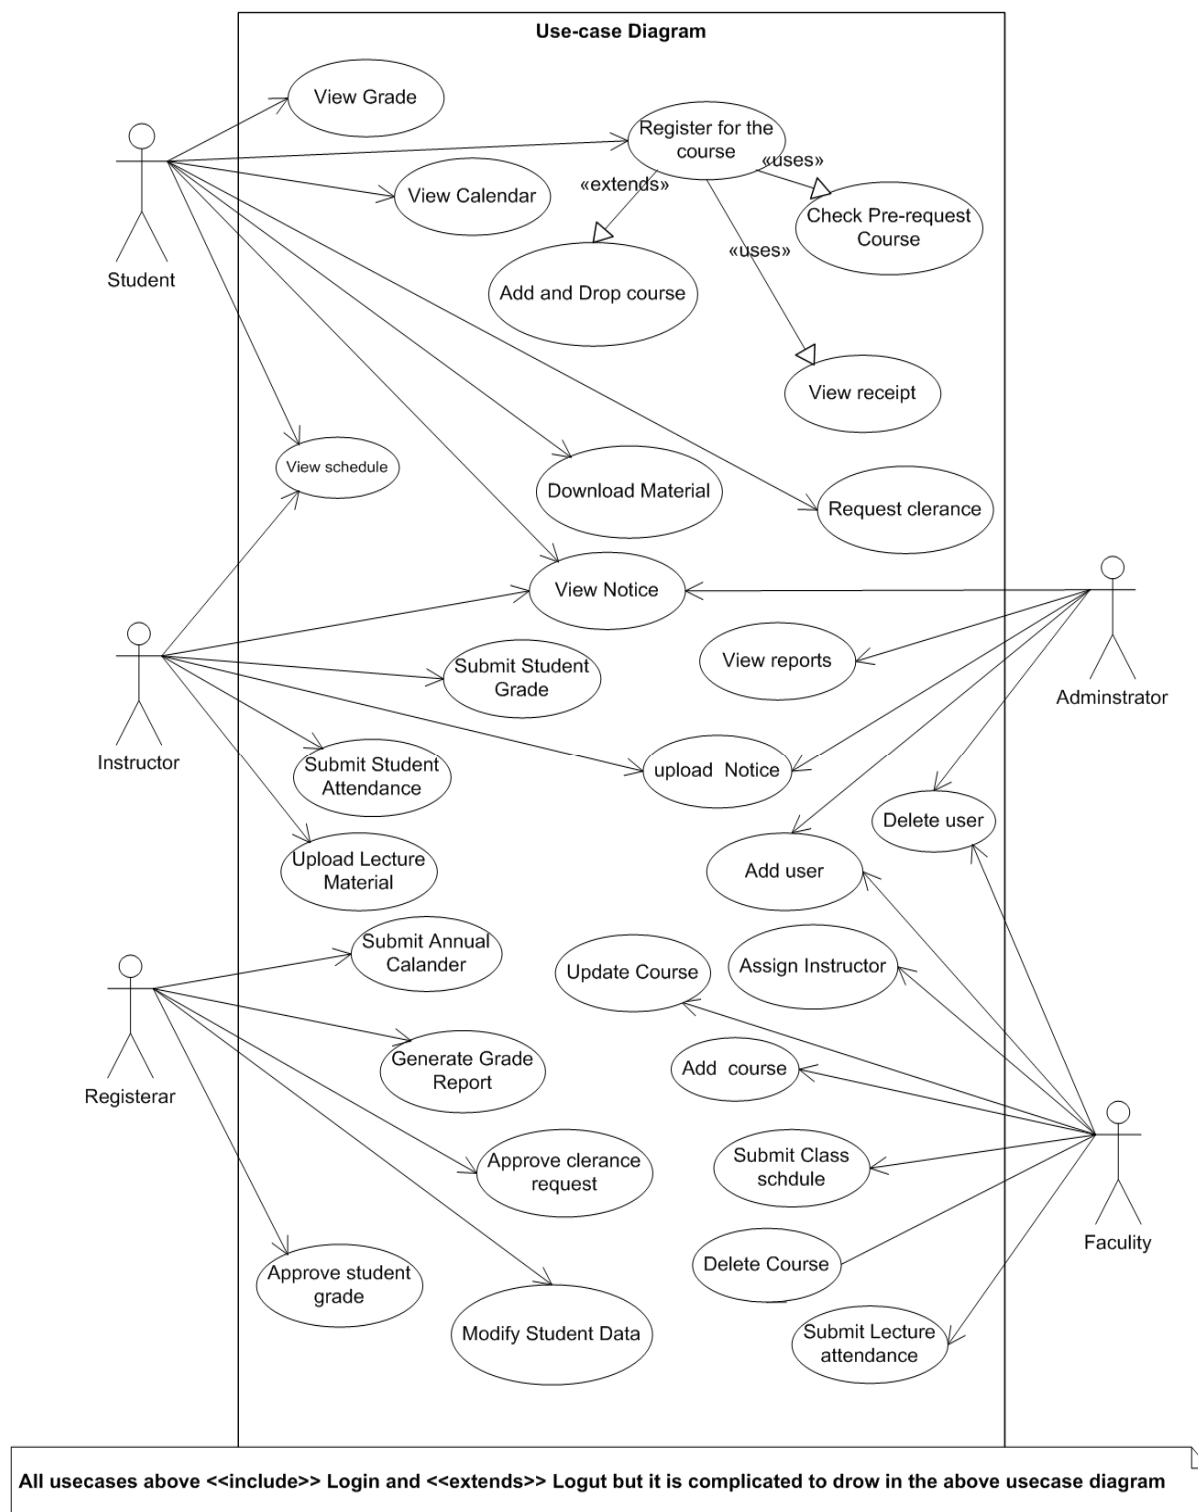 Use-case Diagram
View Grade
Register for the
course
«uses»
«extends»
View Calendar
Check Pre-request
Course
«uses»
Student
Add and Drop course
View receipt
View schedule
Download Material
Request clerance
View Notice
View reports
Submit Student
Grade
Adminstrator
Instructor
Submit Student
Attendance
upload  Notice
Delete user
Upload Lecture
Material
Add user
Submit Annual
Calander
Update Course
Assign Instructor
Generate Grade
Report
Add  course
Registerar
Approve clerance
request
Submit Class
schdule
Faculity
Delete Course
Approve student
grade
Modify Student Data
Submit Lecture
attendance
All usecases above <<include>> Login and <<extends>> Logut but it is complicated to drow in the above usecase diagram